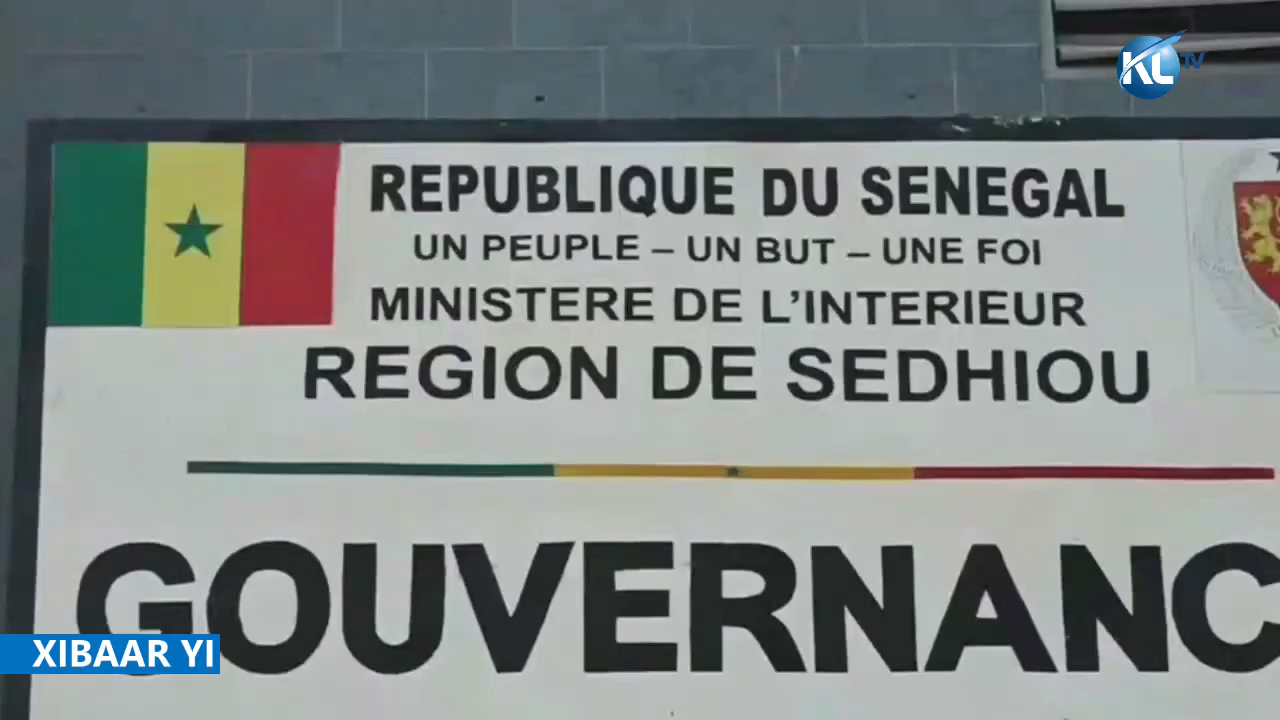 KL TV
REPUBLIQUE DU SENEGAL
UN PEUPLE – UN BUT – UNE FOI
MINISTERE DE L'INTERIEUR
REGION DE SEDHIOU
GOUVERNANC
XIBAAR YI